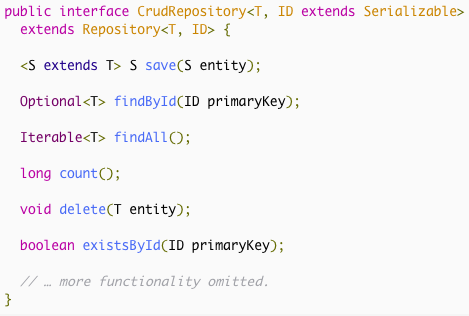 public interface CrudRepository<T, ID extends Serializable>
extends Repository<T, ID> {
<S extends T> S save(S entity);
Optional<T> findById(ID primaryKey);
Iterable<T> findAll();
long count();
void delete(T entity);
boolean existsById(ID primaryKey);
// … more functionality omitted.
}